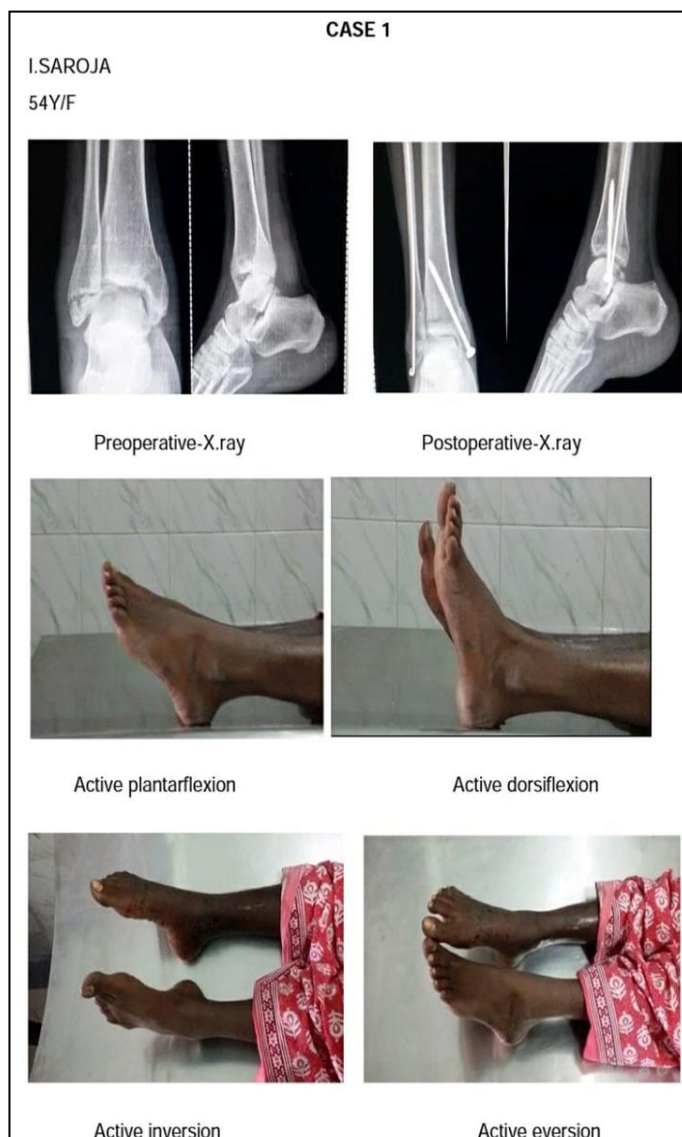 CASE 1
I.SAROJA
54Y/F
Preoperative-X.ray
Postoperative-X.ray
Active plantarflexion
Active dorsiflexion
Active inversion
Active eversion